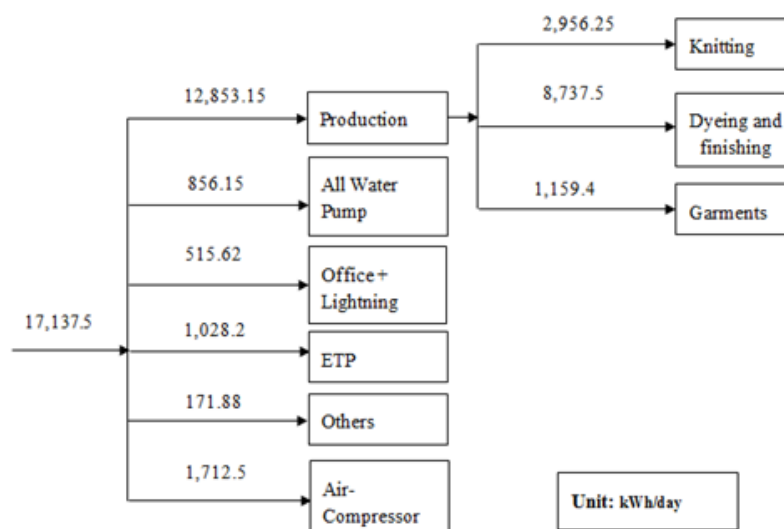 2,956.25
Knitting
12,853.15
Production
8,737.5
Dyeing and
finishing
856.15
All Water
Pump
1,159.4
Garments
515.62
Office+
Lightning
17,137.5
1,028.2
ETP
171.88
Others
1,712.5
Air-
Compressor
Unit: kWh/day